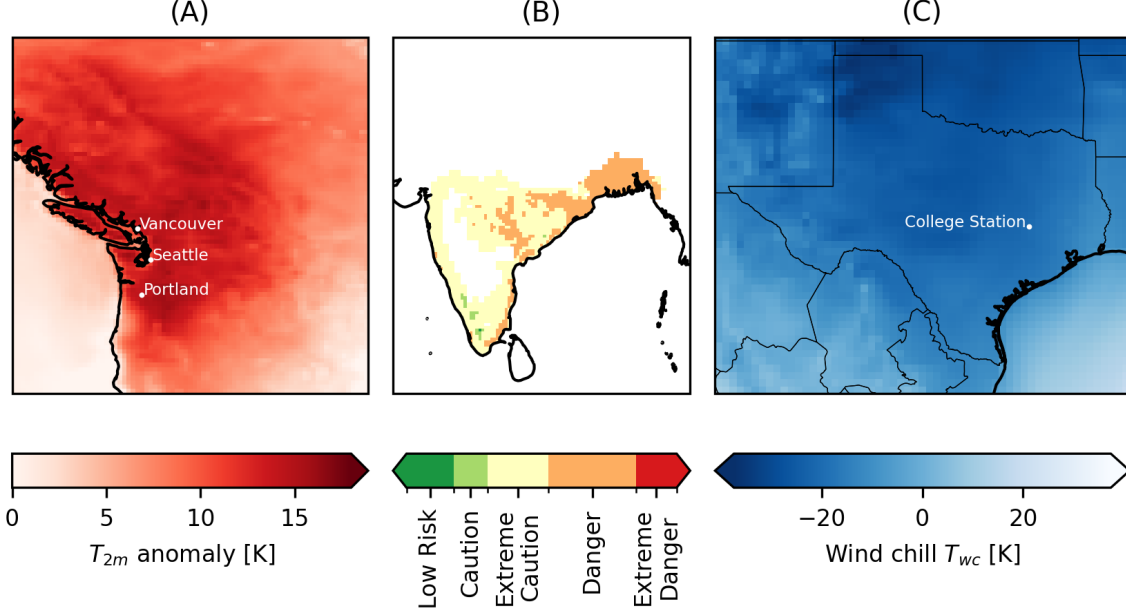 (A)
(B)
(C)
Vancouver
Seattle
Portland
College Station
0 5 10 15
T2m anomaly [K]
Low Risk
Caution
Extreme
Caution
Danger
Extreme
Danger
−20 0 20
Wind chill Twc [K]